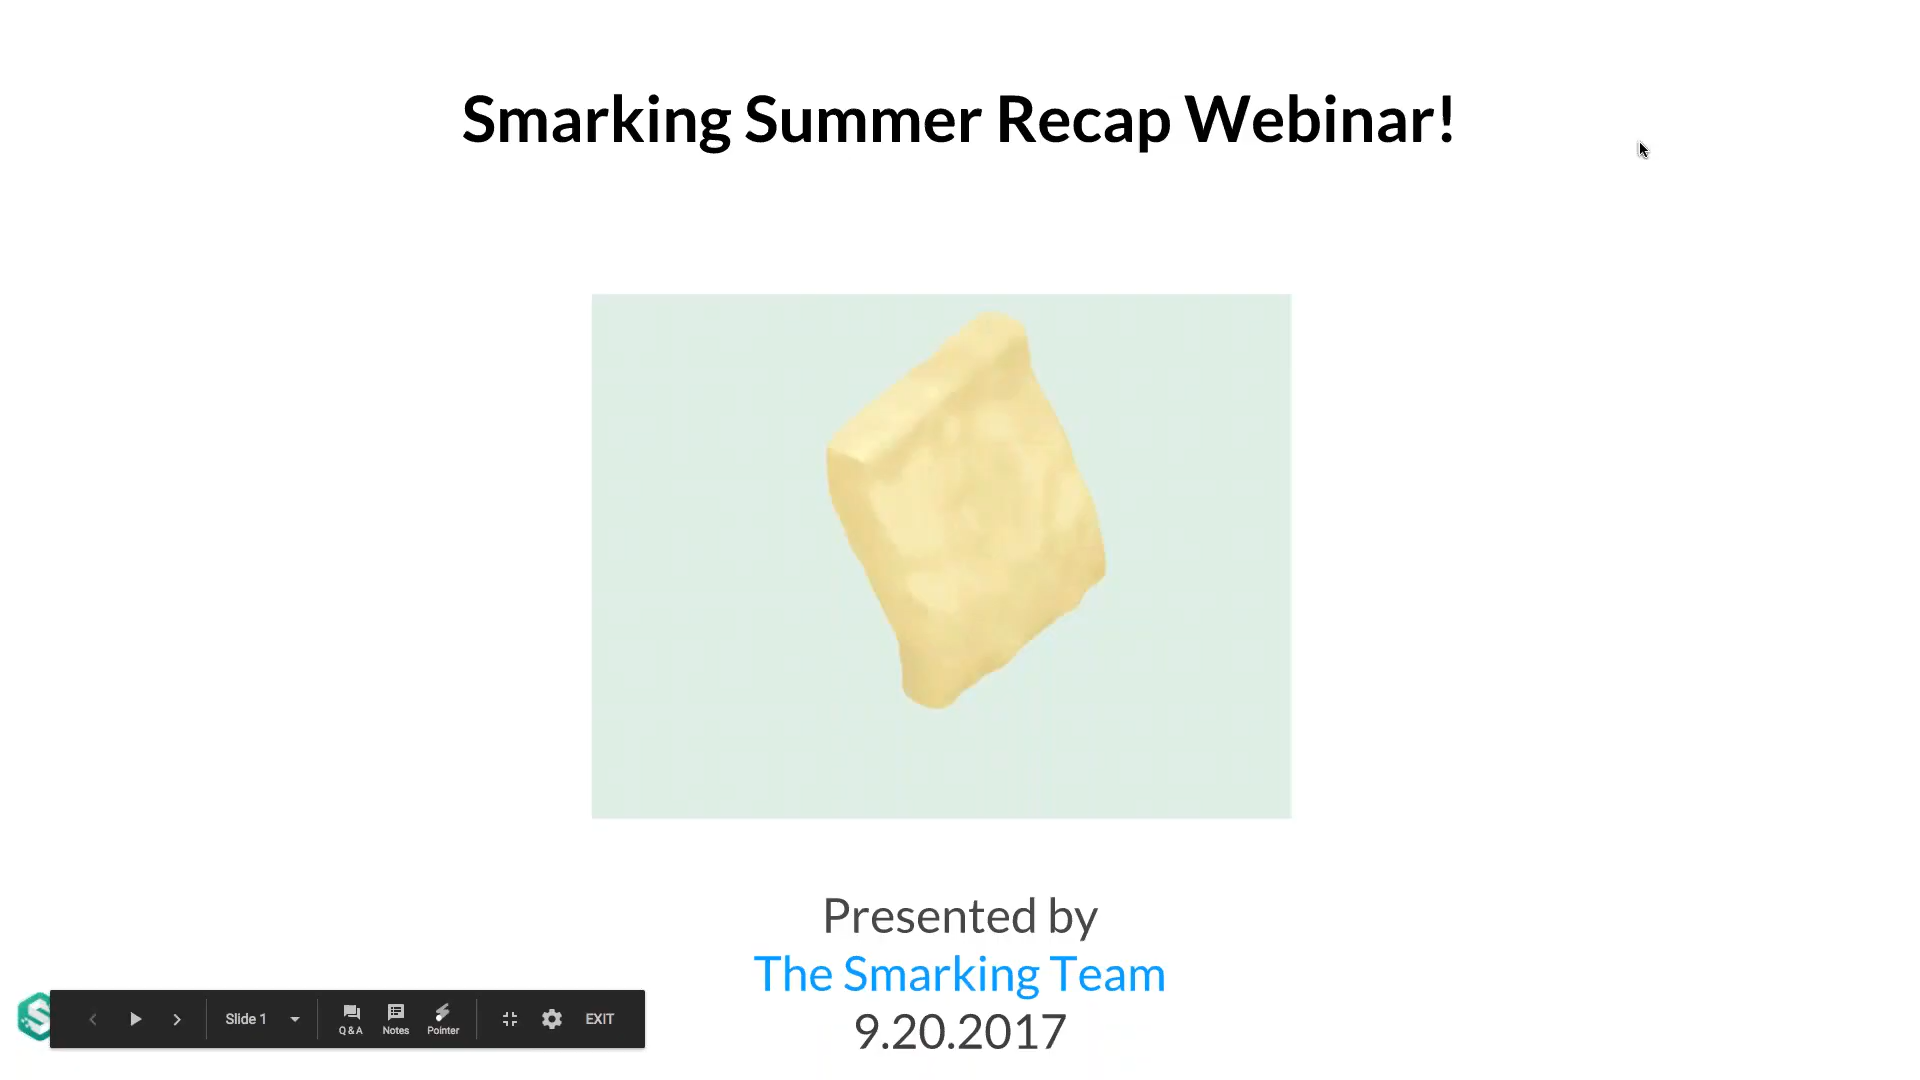 Smarking Summer Recap Webinar!
Presented by
The Smarking Team
9.20.2017
Slide 1
Q & A
Notes
Pointer
EXIT